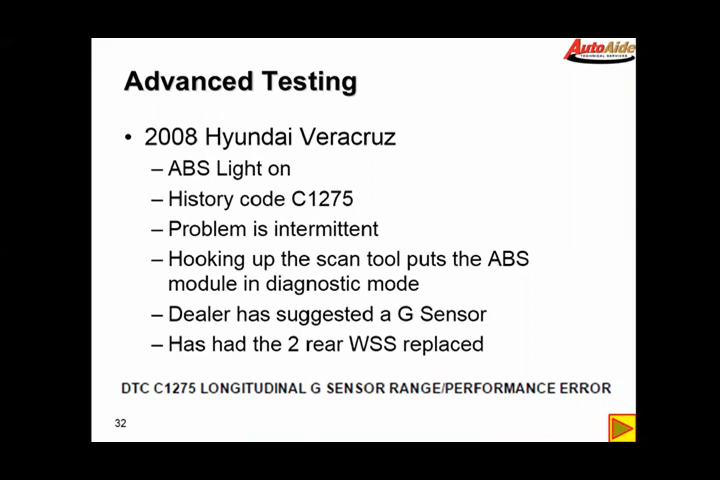 AutoAide
TECHNICAL SERVICES
Advanced Testing
• 2008 Hyundai Veracruz
– ABS Light on
– History code C1275
– Problem is intermittent
– Hooking up the scan tool puts the ABS
module in diagnostic mode
– Dealer has suggested a G Sensor
– Has had the 2 rear WSS replaced
DTC C1275 LONGITUDINAL G SENSOR RANGE/PERFORMANCE ERROR
32